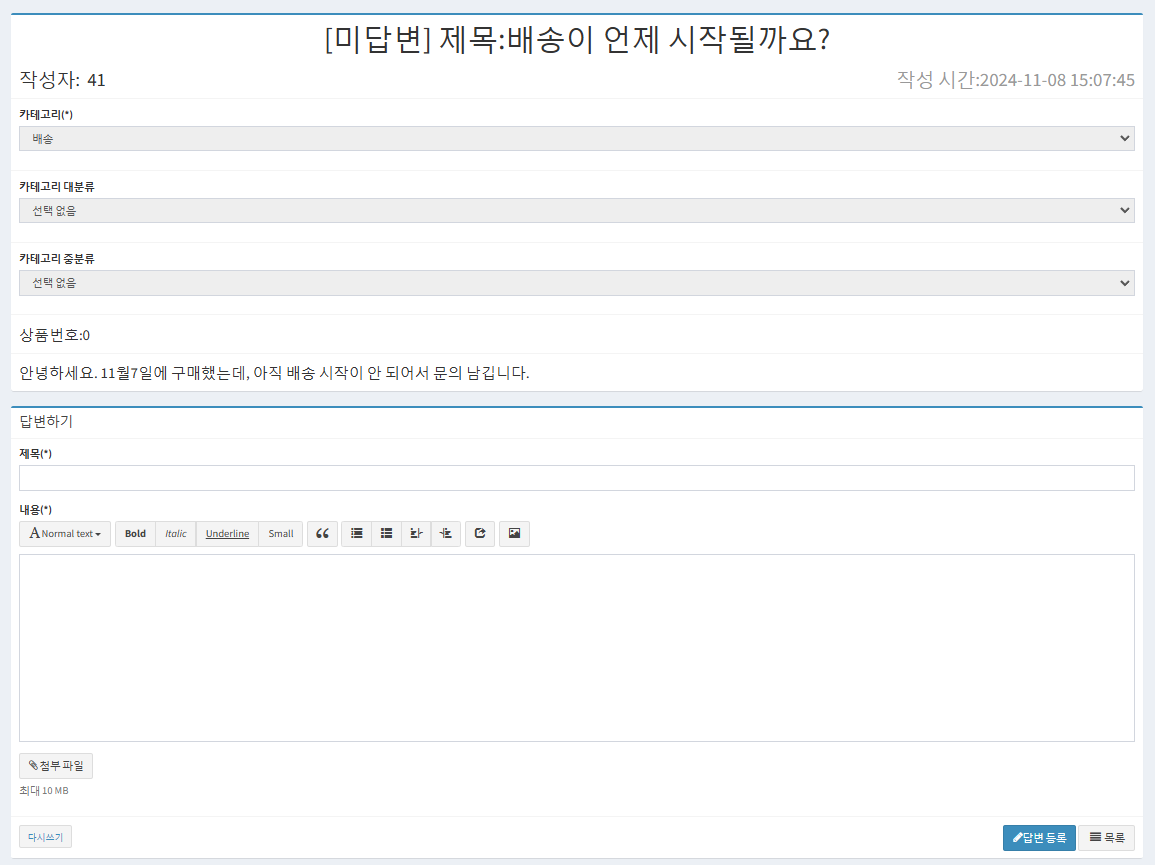 [미답변] 제목:배송이 언제 시작될까요?
작성자: 41
작성 시간:2024-11-08 15:07:45
카테고리(*)
배송
카테고리 대분류
선택 없음
카테고리 중분류
선택 없음
상품번호:0
안녕하세요. 11월7일에 구매했는데, 아직 배송 시작이 안 되어서 문의 남깁니다.
답변하기
제목(*)
내용(*)
A Normal text Bold Italic Underline Small
첨부 파일
최대 10 MB
다시쓰기
답변 등록
목록